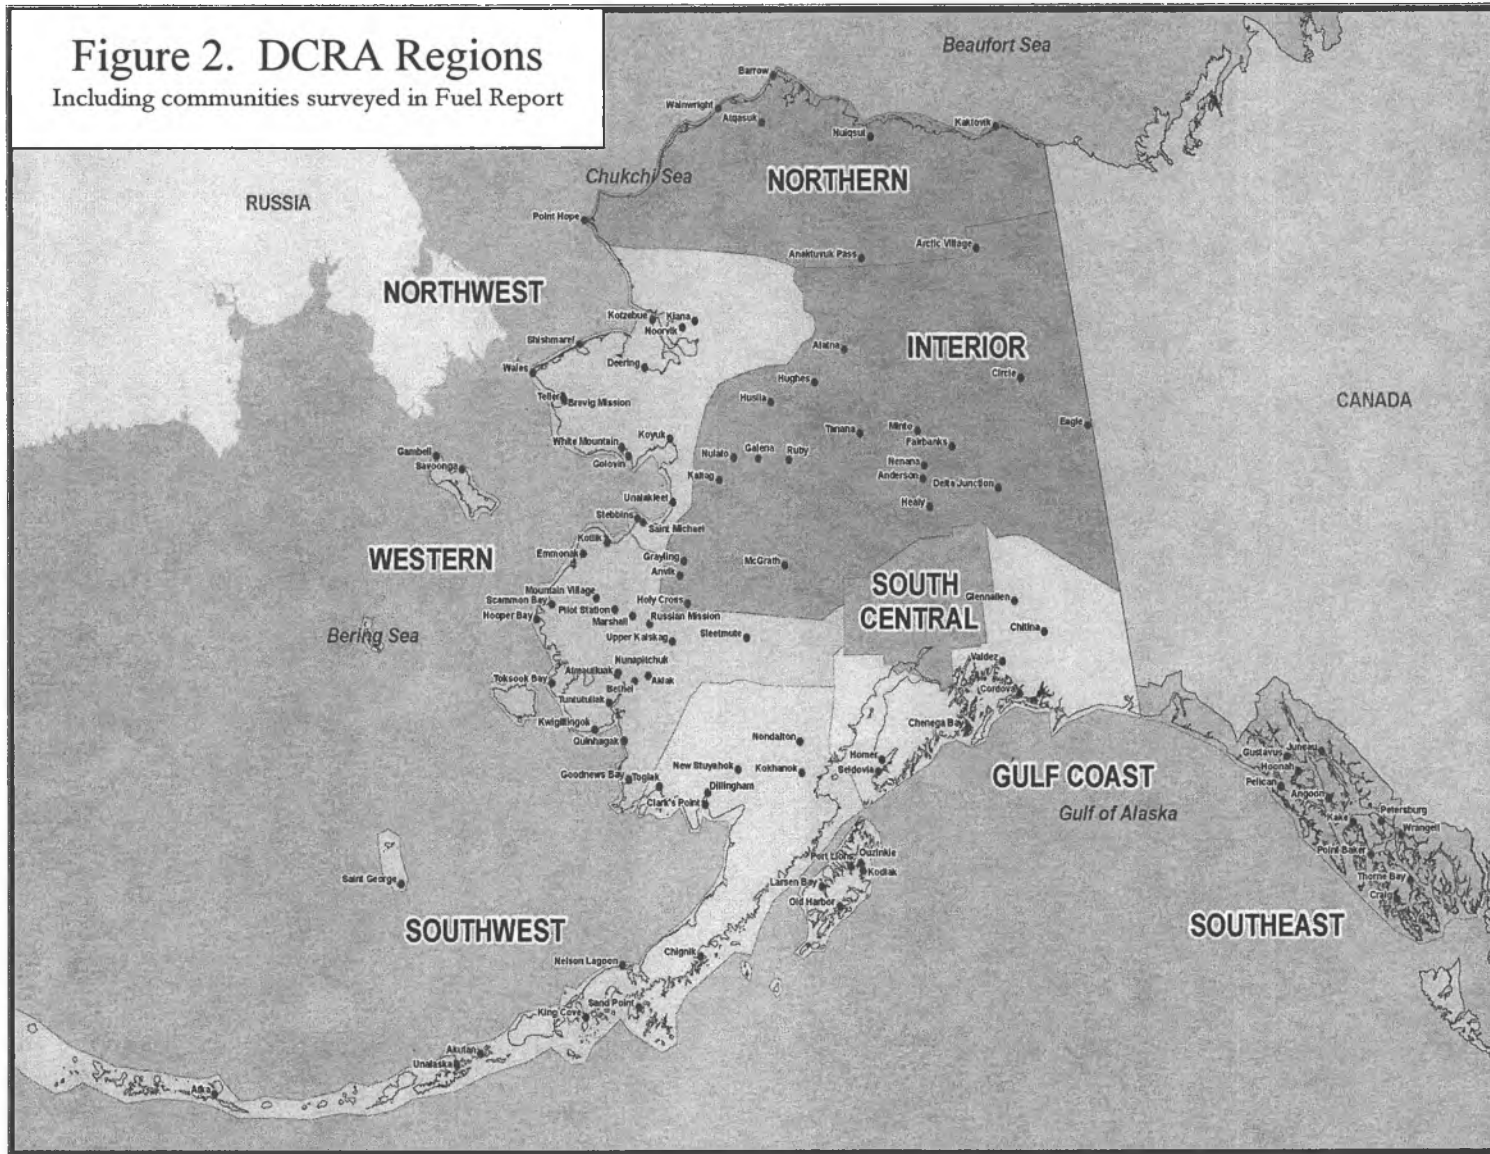 Figure 2. DCRA Regions
Including communities surveyed in Fuel Report
Beaufort Sea
Barrow
Wainwright
Atqasuk
Nuiqsut
Kaktovik
Chukchi Sea
NORTHERN
RUSSIA
Point Hope
Arctic Village
Anaktuvuk Pass
NORTHWEST
Kotzebue
Kiana
Noorvik
Shishmaref
Alatna
INTERIOR
Deering
Wales
Circle
Hughes
Teller
Brevig Mission
Huslia
CANADA
Eagle
Tanana
Minto
Fairbanks
White Mountain
Koyuk
Golovin
Nulato
Galena
Ruby
Gambell
Savoonga
Nenana
Kaltag
Anderson
Delta Junction
Unalakleet
Healy
Stebbins
Saint Michael
Kotlik
WESTERN
Emmonak
Grayling
McGrath
Anvik
SOUTH
CENTRAL
Mountain Village
Glennallen
Scammon Bay
Holy Cross
Pilot Station
Hooper Bay
Marshall
Russian Mission
Chitina
Bering Sea
Upper Kalskag
Sleetmute
Nunapitchuk
Valdez
Atmautluak
Toksook Bay
Bethel
Akiak
Cordova
Tuntutuliak
Kwigillingok
Chenega Bay
Quinhagak
Nondalton
Homer
Goodnews Bay
Togiak
New Stuyahok
Kokhanok
Seldovia
GULF COAST
Gustavus
Juneau
Hoonah
Pelican
Dillingham
Clark's Point
Angoon
Gulf of Alaska
Kake
Petersburg
Wrangell
Point Baker
Port Lions
Ouzinkie
Kodiak
Saint George
Larsen Bay
Thorne Bay
Craig
Old Harbor
SOUTHWEST
SOUTHEAST
Chignik
Nelson Lagoon
Sand Point
King Cove
Akutan
Unalaska
Atka